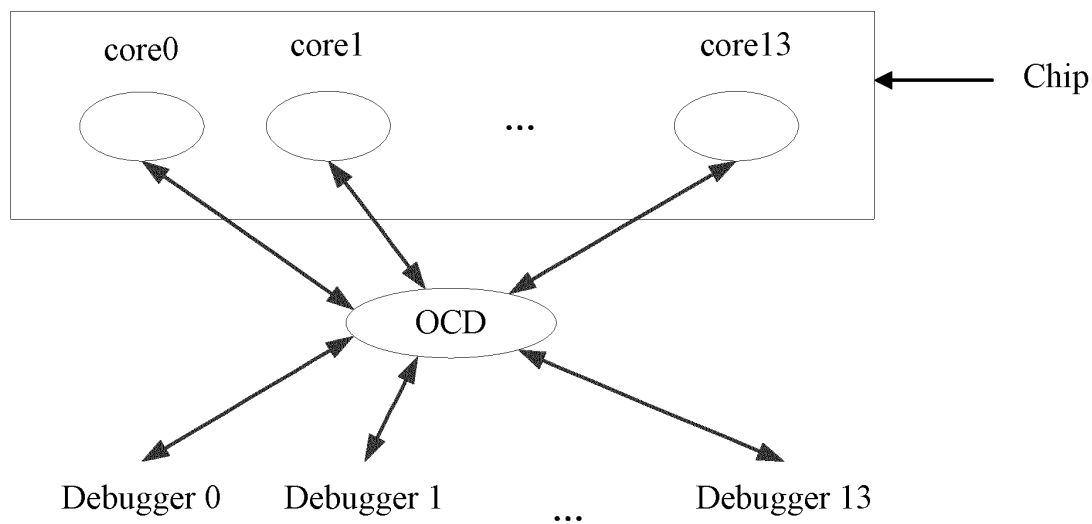 core0
core1
core13
Chip
...
OCD
Debugger 0
Debugger 1
...
Debugger 13